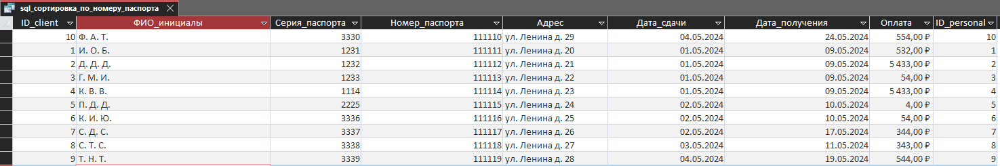 sql_сортировка_по_номеру_паспорта
ID_client ФИО_инициалы Серия_паспорта Номер_паспорта Адрес Дата_сдачи Дата_получения Оплата ID_personal
10 Ф. А. Т. 3330 111110 ул. Ленина д. 29 04.05.2024 24.05.2024 554,00 ₽ 10
1 И. О. Б. 1231 111111 ул. Ленина д. 20 01.05.2024 09.05.2024 532,00 ₽ 1
2 Д. Д. Д. 1232 111112 ул. Ленина д. 21 01.05.2024 09.05.2024 5 433,00 ₽ 2
3 Г. М. И. 1233 111113 ул. Ленина д. 22 01.05.2024 09.05.2024 54,00 ₽ 3
4 К. В. В. 1114 111114 ул. Ленина д. 23 01.05.2024 09.05.2024 5 433,00 ₽ 4
5 П. Д. Д. 2225 111115 ул. Ленина д. 24 02.05.2024 10.05.2024 4,00 ₽ 5
6 К. И. Ю. 3336 111116 ул. Ленина д. 25 02.05.2024 10.05.2024 54,00 ₽ 6
7 С. Д. С. 3337 111117 ул. Ленина д. 26 02.05.2024 17.05.2024 344,00 ₽ 7
8 С. Т. С. 3338 111118 ул. Ленина д. 27 03.05.2024 11.05.2024 343,00 ₽ 8
9 Т. Н. Т. 3339 111119 ул. Ленина д. 28 04.05.2024 19.05.2024 544,00 ₽ 9